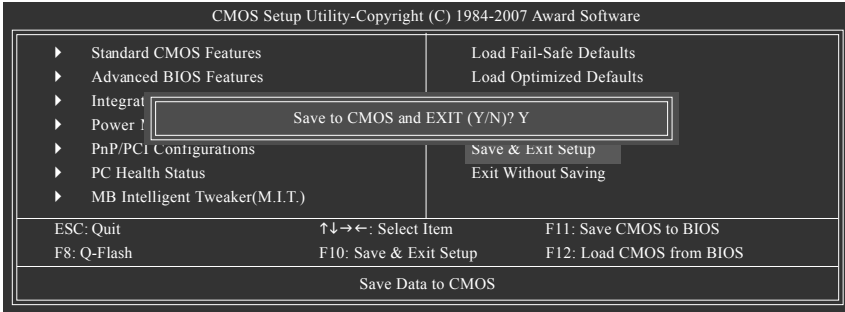 CMOS Setup Utility-Copyright (C) 1984-2007 Award Software
Standard CMOS Features
Advanced BIOS Features
PnP/PCI Configurations
PC Health Status
MB Intelligent Tweaker(M.I.T.)
Load Fail-Safe Defaults
Load Optimized Defaults
Save & Exit Setup
Exit Without Saving
Save to CMOS and EXIT (Y/N)? Y
ESC: Quit ↑↓→←: Select Item F11: Save CMOS to BIOS
F8: Q-Flash F10: Save & Exit Setup F12: Load CMOS from BIOS
Save Data to CMOS